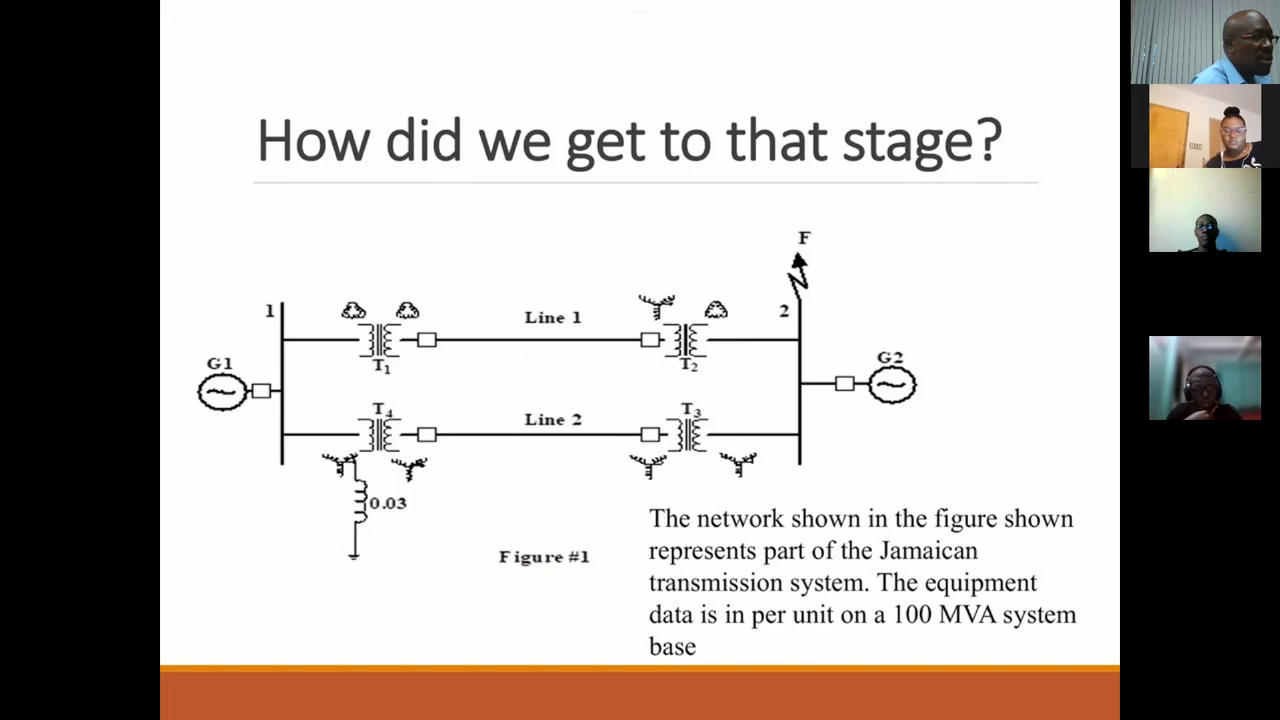 How did we get to that stage?
F
1
Line 1
2
G1
T1
T2
G2
T4
Line 2
T3
0.03
Figure #1
The network shown in the figure shown
represents part of the Jamaican
transmission system. The equipment
data is in per unit on a 100 MVA system
base